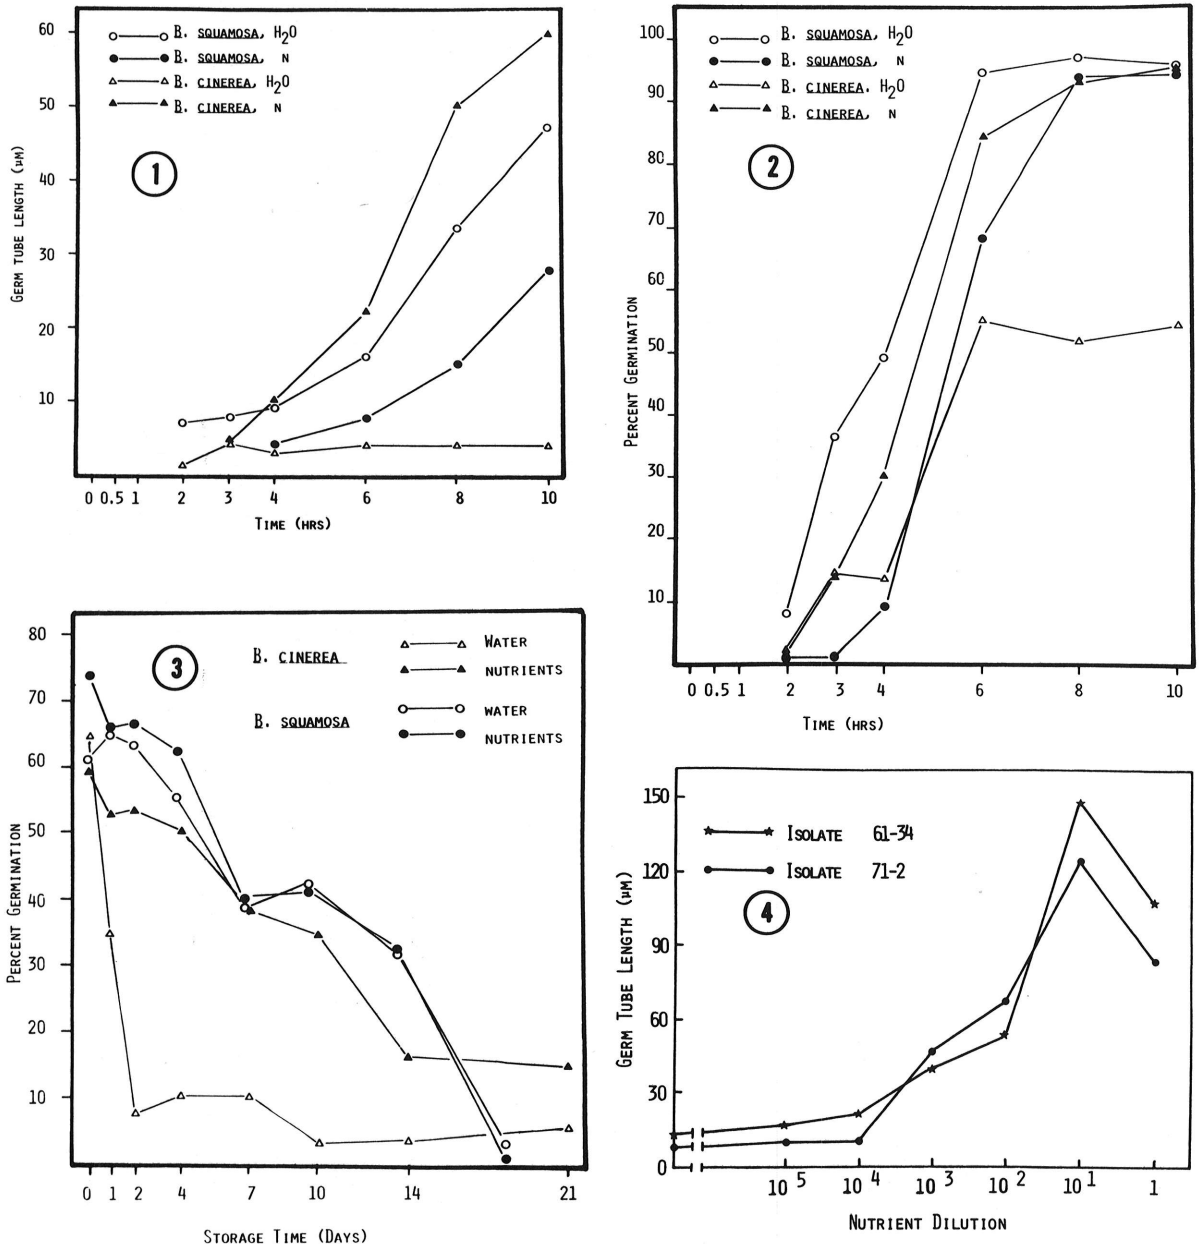 60
50
40
30
20
10
GERM TUBE LENGTH (µM)
B. SQUAMOSA, H2O
B. SQUAMOSA, N
B. CINEREA, H2O
B. CINEREA, N
1
0 0.5 1 2 3 4 6 8 10
TIME (HRS)
100
90
80
70
60
50
40
30
20
10
PERCENT GERMINATION
B. SQUAMOSA, H2O
B. SQUAMOSA, N
B. CINEREA. H2O
B. CINEREA, N
2
0 0.5 1 2 3 4 6 8 10
TIME (HRS)
80
70
60
50
40
30
20
10
PERCENT GERMINATION
3
B. CINEREA
WATER
NUTRIENTS
B. SQUAMOSA
WATER
NUTRIENTS
0 1 2 4 7 10 14 21
STORAGE TIME (DAYS)
150
120
90
60
30
0
GERM TUBE LENGTH (µM)
ISOLATE 61-34
ISOLATE 71-2
4
10 5 10 4 10 3 10 2 10 1 1
NUTRIENT DILUTION